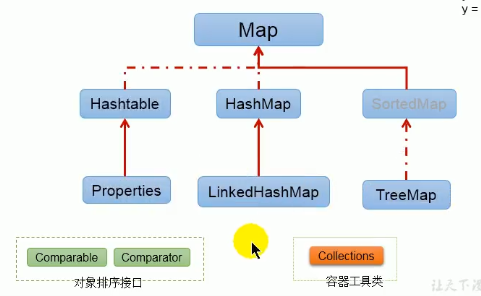 y =
Map
Hashtable
HashMap
SortedMap
Properties
LinkedHashMap
TreeMap
Comparable
Comparator
Collections
对象排序接口
容器工具类